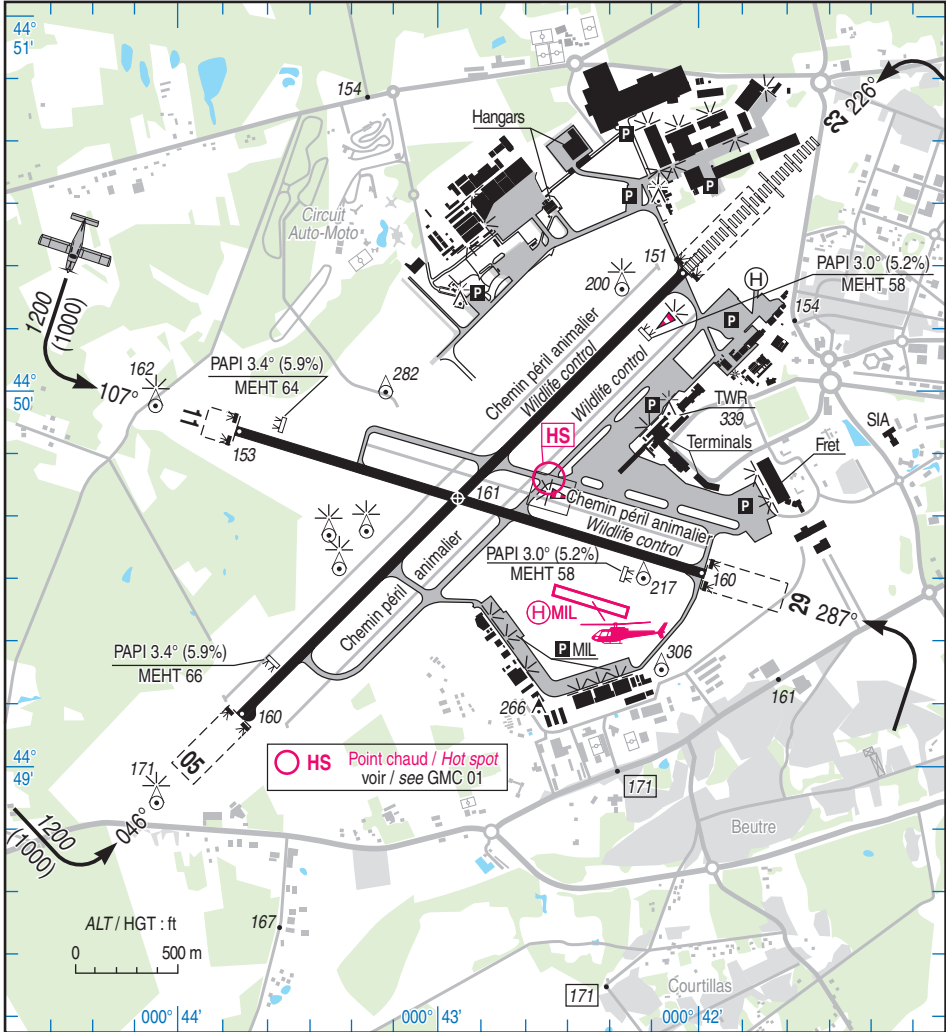 44°
51'
154
23 226°
Hangars
P
P
P
Circuit
Auto-Moto
151
PAPI 3.0° (5.2%)
MEHT 58
H
200
P
P
154
1200
(1000)
Chemin péril animalier
Wildlife control
Wildlife control
162
PAPI 3.4° (5.9%)
MEHT 64
282
44°
50'
107°
11
153
P
TWR
339
Terminals
SIA
HS
Fret
161
Chemin péril animalier
Wildlife control
P
Chemin péril
animalier
PAPI 3.0° (5.2%)
MEHT 58
217
160
29 287°
H MIL
P MIL
306
PAPI 3.4° (5.9%)
MEHT 66
266
161
160
44°
49'
05
HS Point chaud / Hot spot
voir / see GMC 01
171
171
1200
(1000)
046°
Beutre
167
ALT / HGT : ft
0 500 m
171
Courtillas
000° 44'
000° 43'
000° 42'